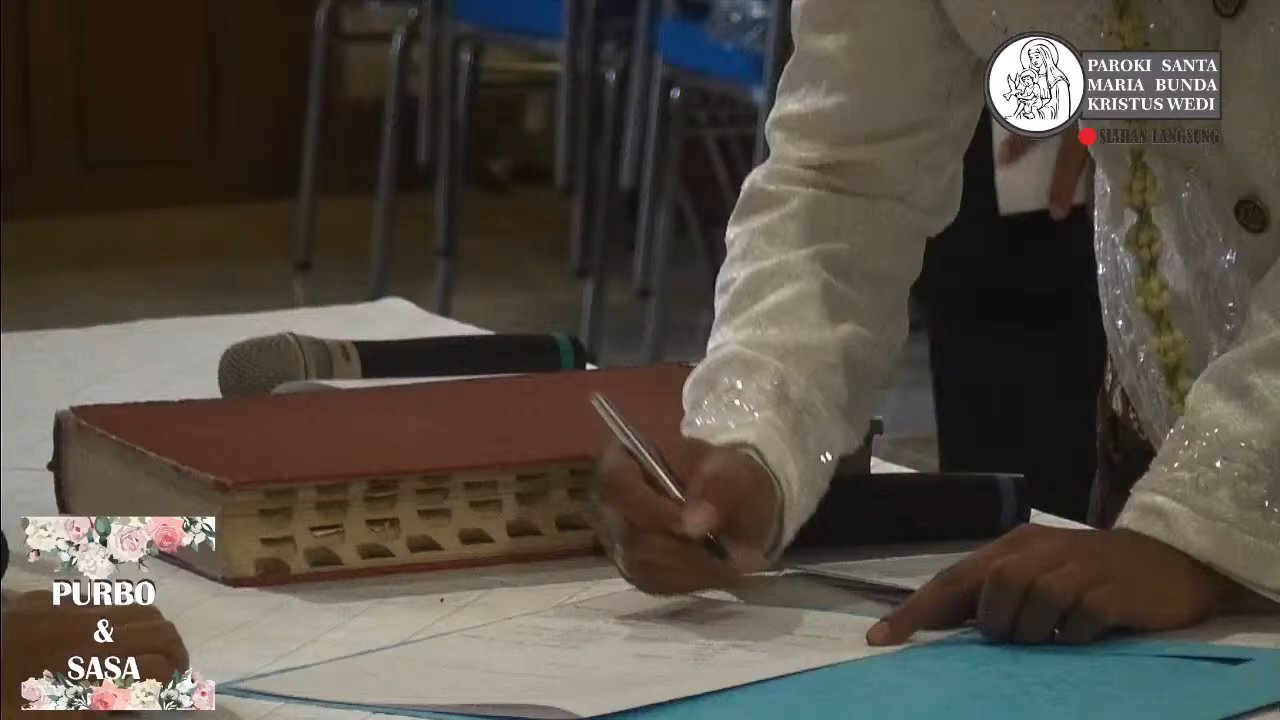 PAROKI SANTA
MARIA BUNDA
KRISTUS WEDI
SIARAN LANGSUNG
PURBO
&
SASA